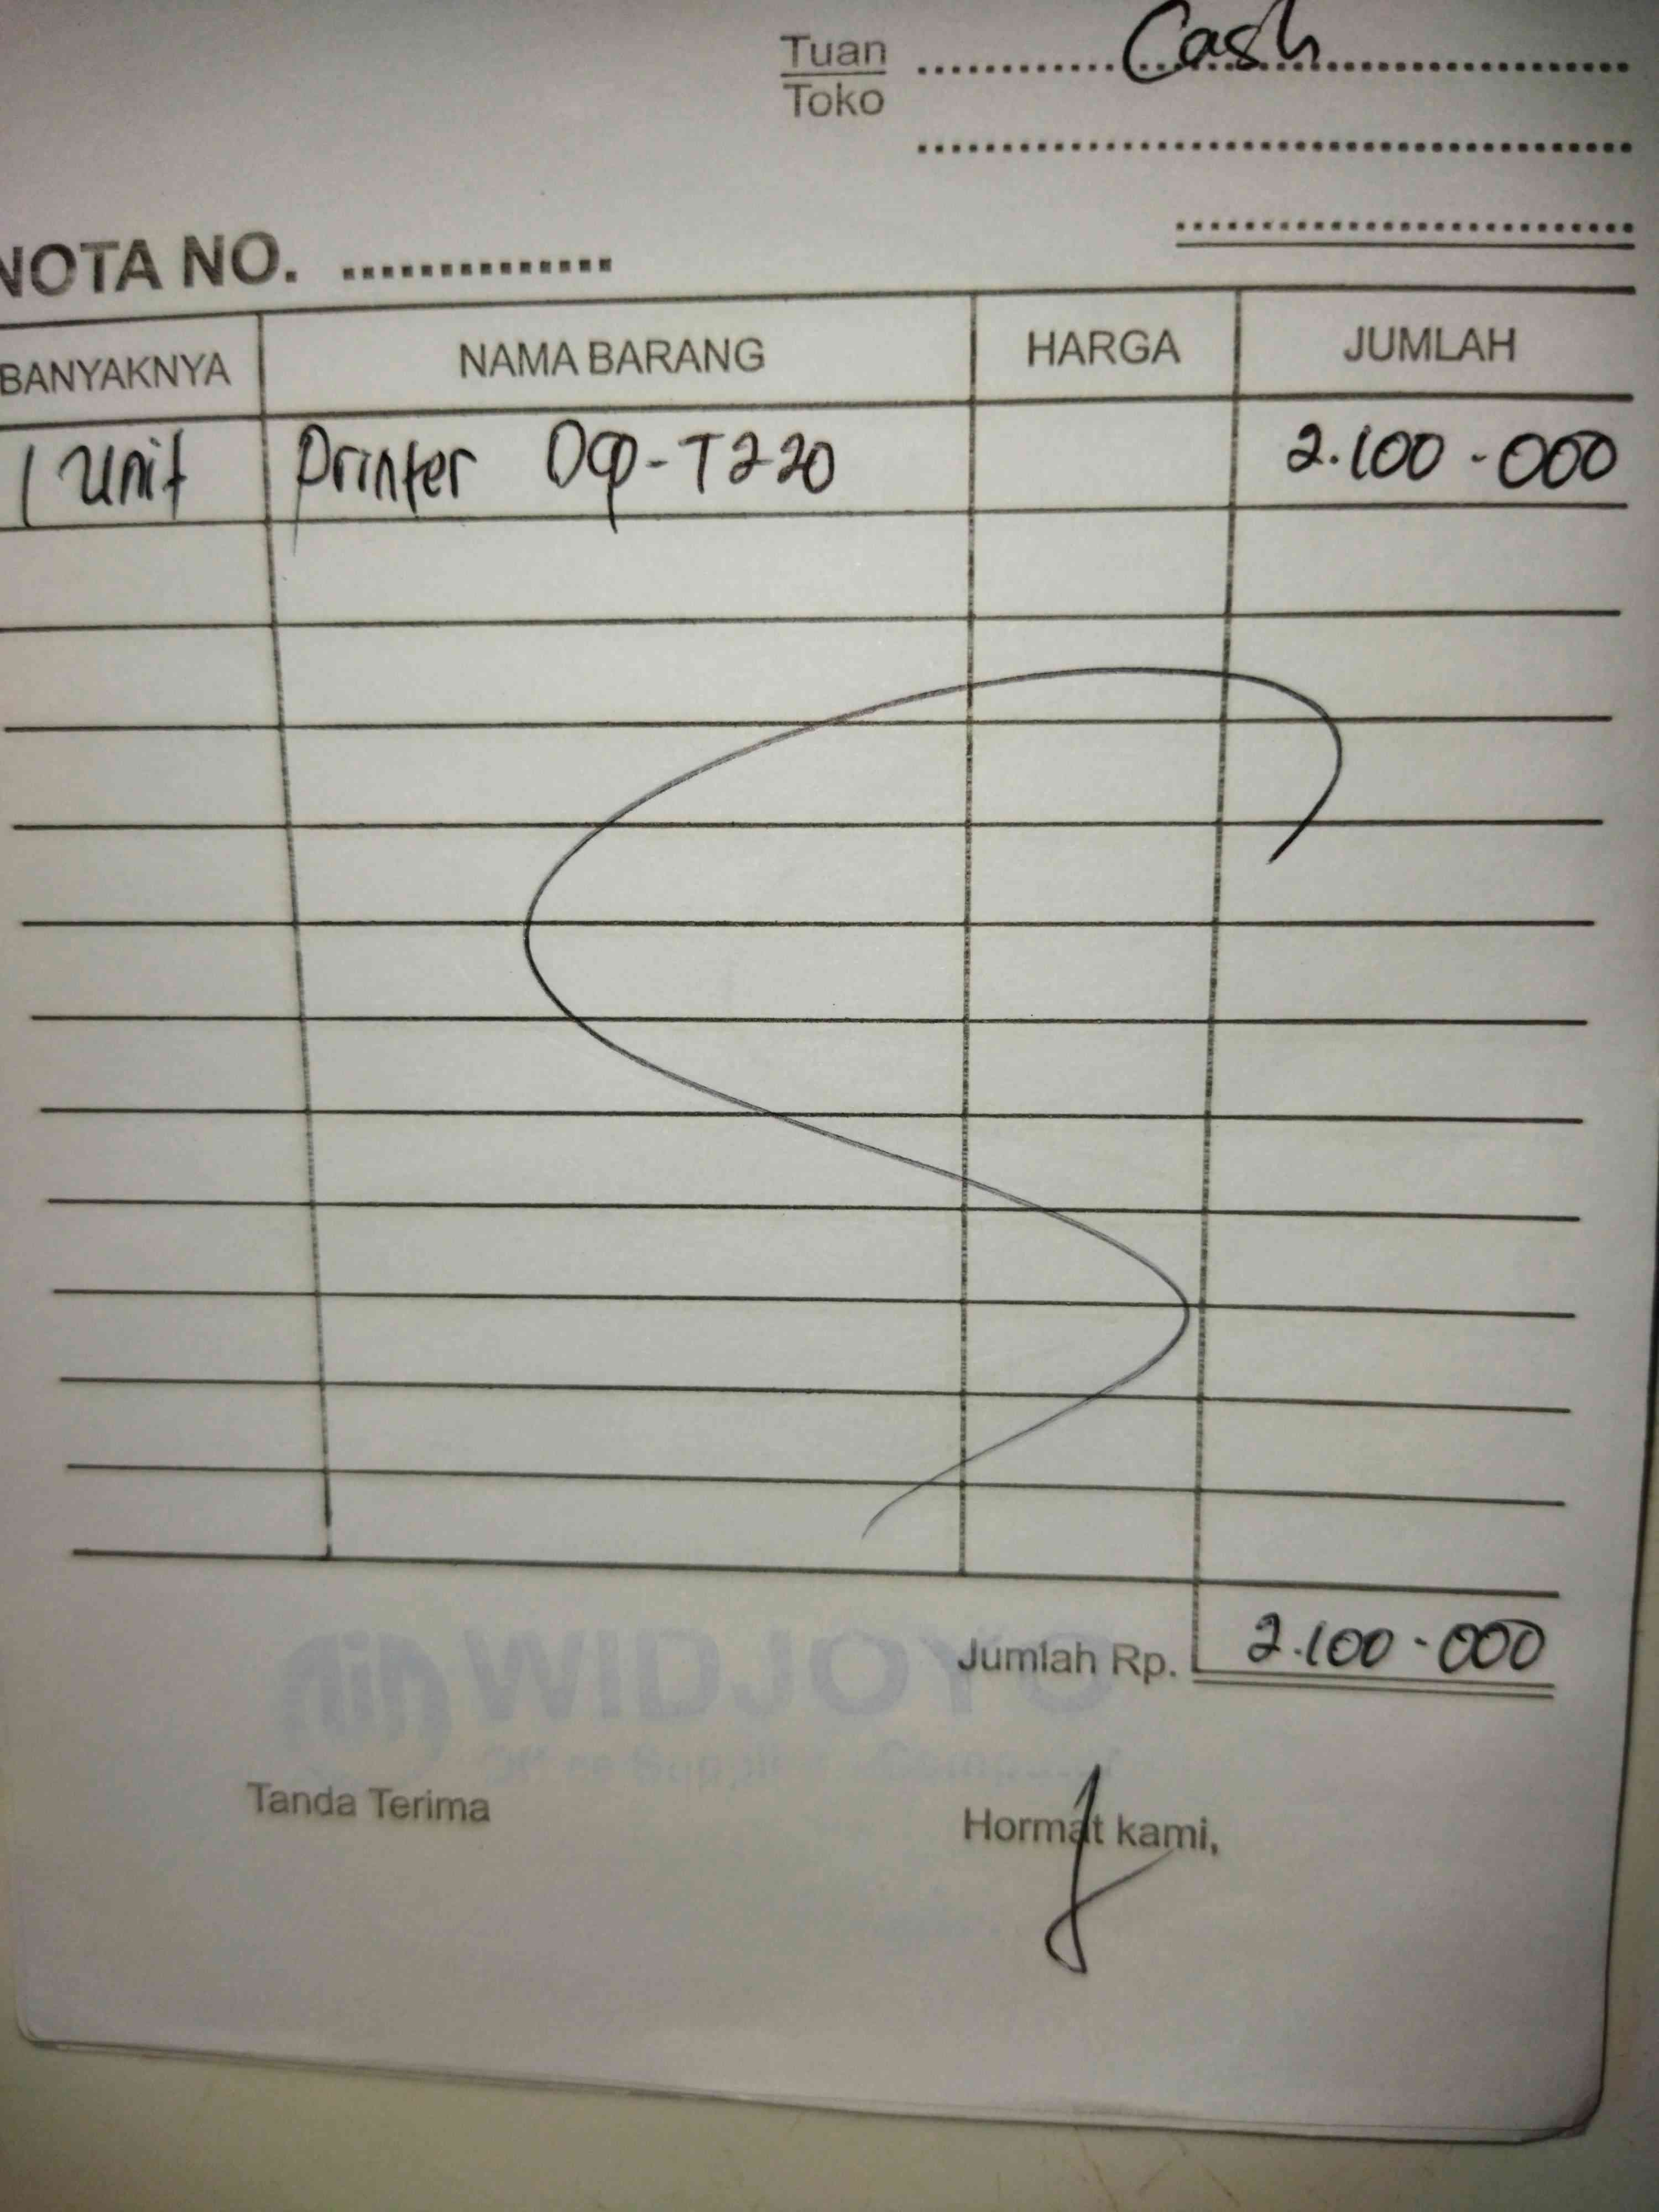 Tuan Cash
Toko
NOTA NO.
BANYAKNYA NAMA BARANG HARGA JUMLAH
1 Unit Printer Dcp-T220 2.100.000
Jumlah Rp. 2.100.000
WIDJOYO
Tanda Terima Hormat kami,